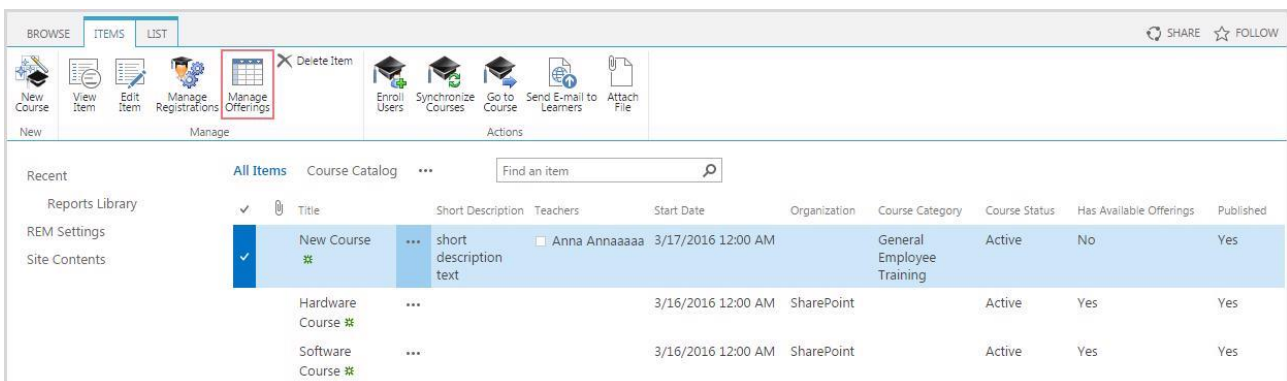 BROWSE ITEMS LIST SHARE FOLLOW
Delete Item
New Course View Item Edit Item Manage Registrations Manage Offerings Enroll Users Synchronize Courses Go to Course Send E-mail to Learners Attach File
New Manage Actions
Recent
Reports Library
REM Settings
Site Contents
All Items Course Catalog ••• Find an item
Title Short Description Teachers Start Date Organization Course Category Course Status Has Available Offerings Published
New Course ••• short Anna Annaaaaa 3/17/2016 12:00 AM General Active No Yes
description Employee
text Training
Hardware ••• 3/16/2016 12:00 AM SharePoint Active Yes Yes
Course
Software ••• 3/16/2016 12:00 AM SharePoint Active Yes Yes
Course